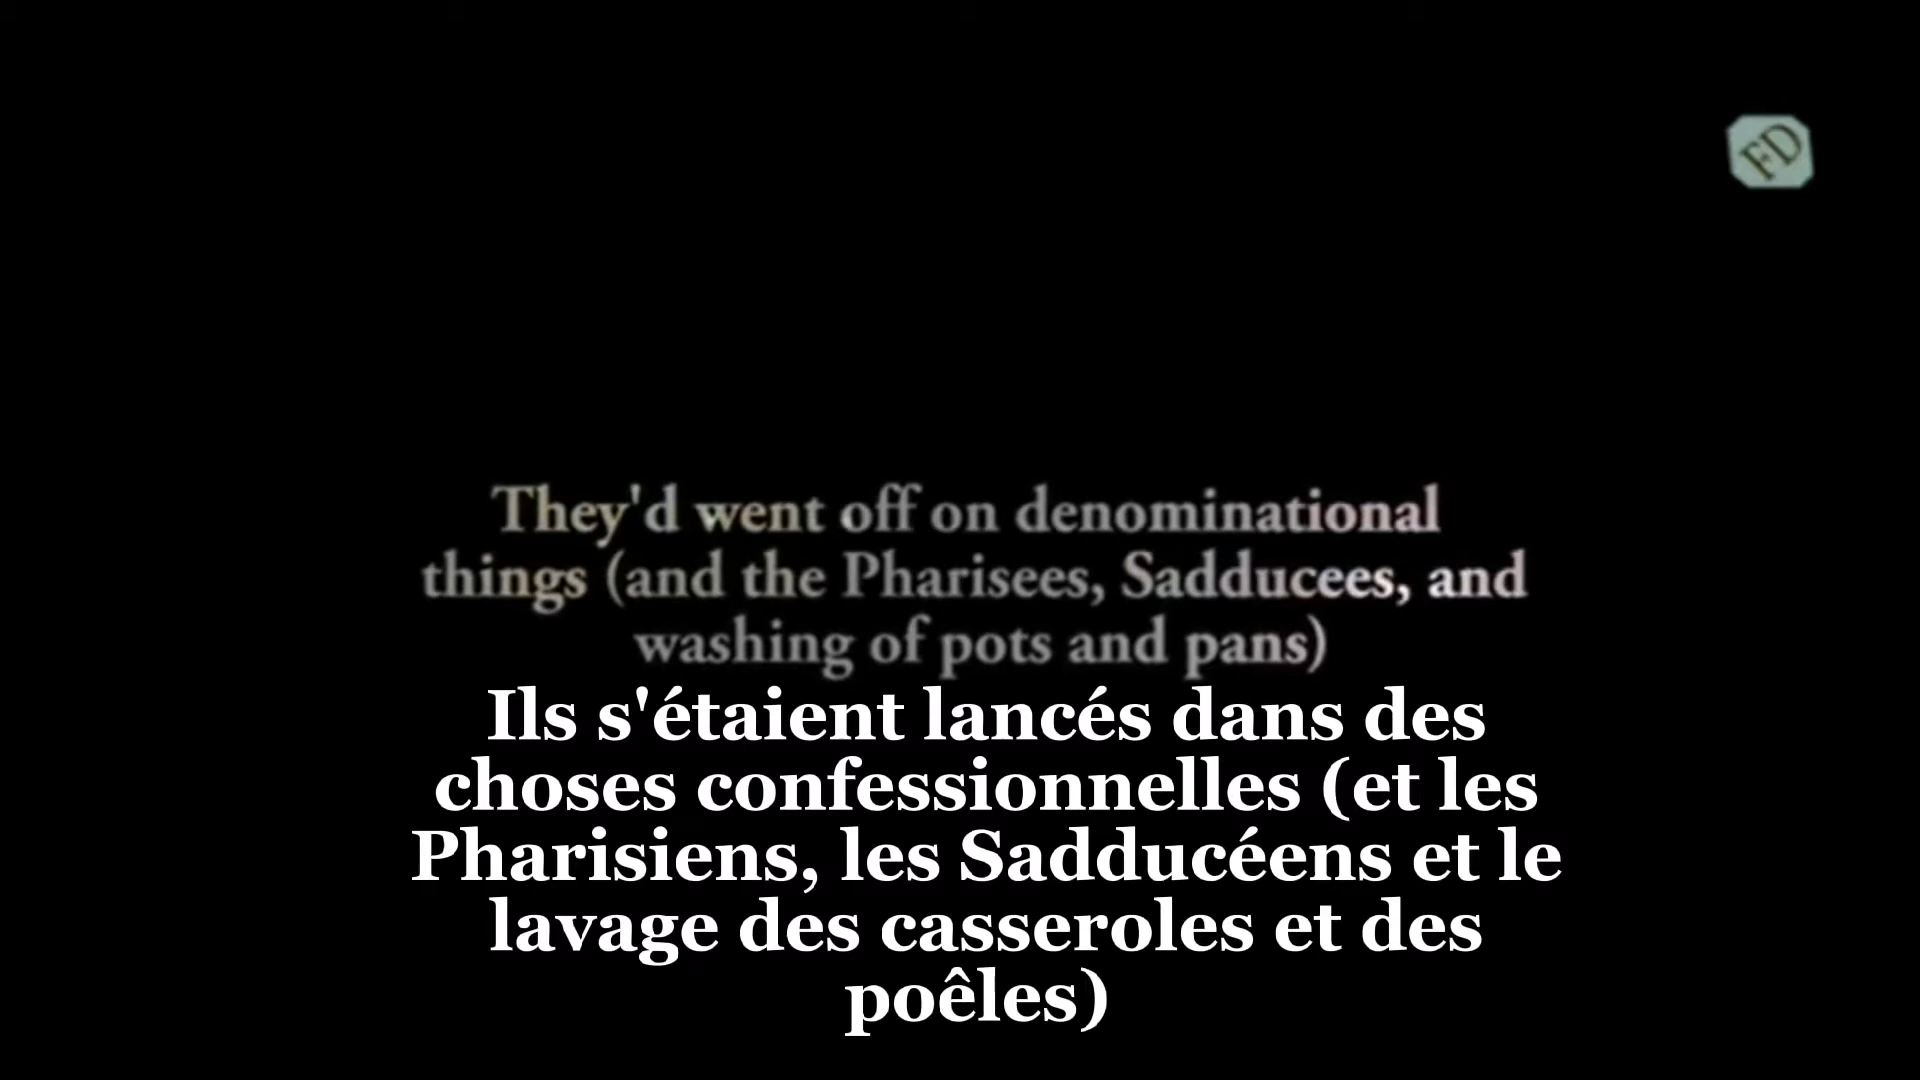 FD
They'd went off on denominational
things (and the Pharisees, Sadducees, and
washing of pots and pans)
Ils s'étaient lancés dans des
choses confessionnelles (et les
Pharisiens, les Sadducéens et le
lavage des casseroles et des
poêles)